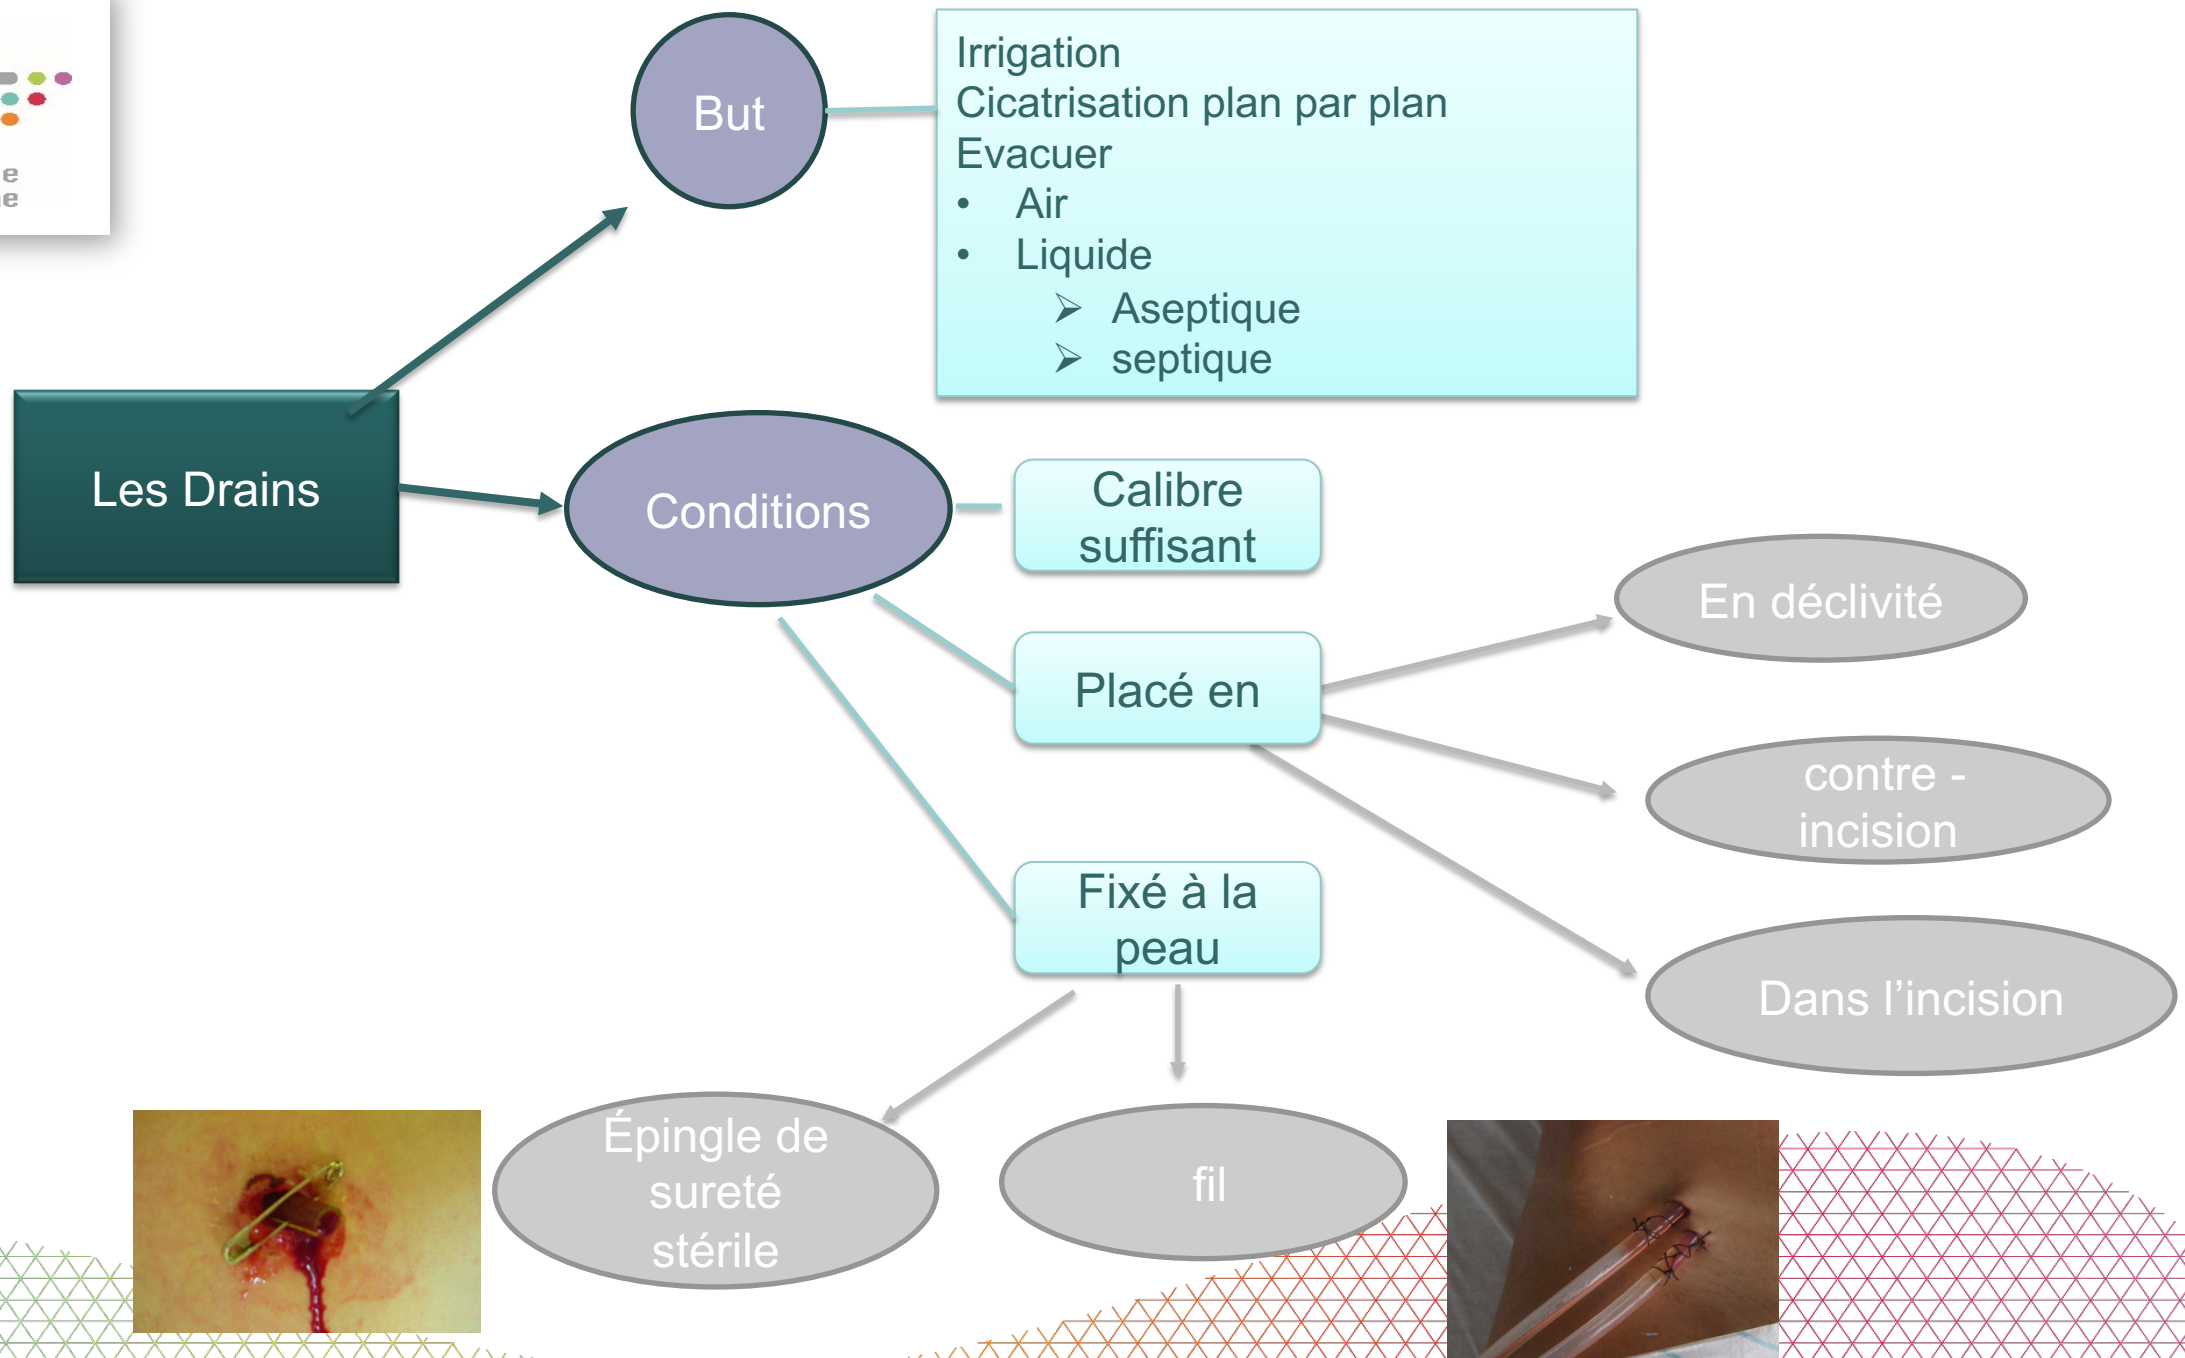 But
Irrigation
Cicatrisation plan par plan
Evacuer
• Air
• Liquide
➢ Aseptique
➢ septique
Les Drains
Conditions
Calibre
suffisant
Placé en
En déclivité
contre -
incision
Dans l’incision
Fixé à la
peau
Épingle de
sureté
stérile
fil